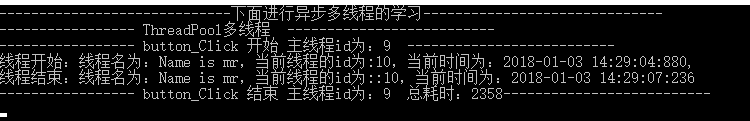 -----------------------------下面进行异步多线程的学习------------------------------
----------------- ThreadPool多线程  --------------------------
----------------- button_Click 开始 主线程id为：9  --------------------------
线程开始：线程名为：Name is mr，当前线程的id为:10，当前时间为：2018-01-03 14:29:04:880,
线程结束：线程名为：Name is mr，当前线程的id为::10，当前时间为：2018-01-03 14:29:07:236
----------------- button_Click 结束 主线程id为：9  总耗时：2358--------------------------